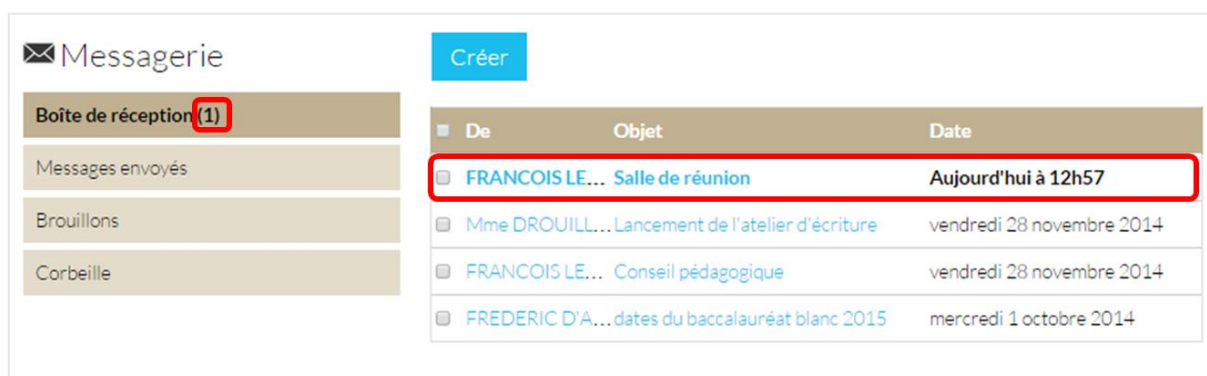 Messagerie
Créer
Boîte de réception (1)
Messages envoyés
Brouillons
Corbeille
De Objet Date
FRANCOIS LE... Salle de réunion Aujourd'hui à 12h57
Mme DROUILL... Lancement de l'atelier d'écriture vendredi 28 novembre 2014
FRANCOIS LE... Conseil pédagogique vendredi 28 novembre 2014
FREDERIC D'A... dates du baccalauréat blanc 2015 mercredi 1 octobre 2014